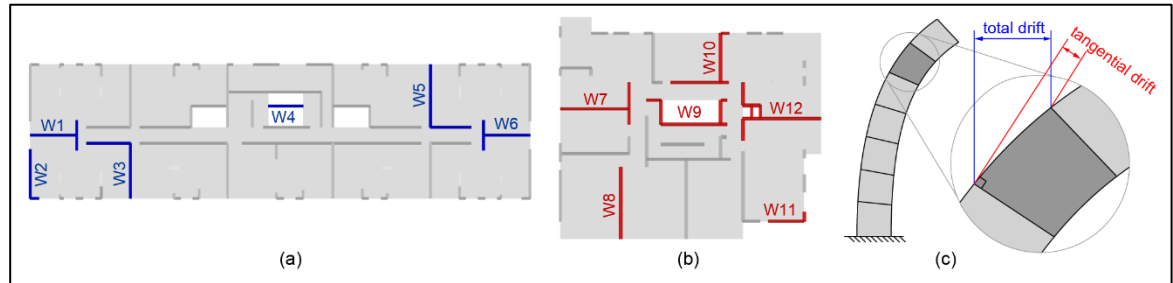 W1
W2
W3
W4
W5
W6
(a)
W7
W8
W9
W10
W11
W12
(b)
total drift
tangential drift
(c)